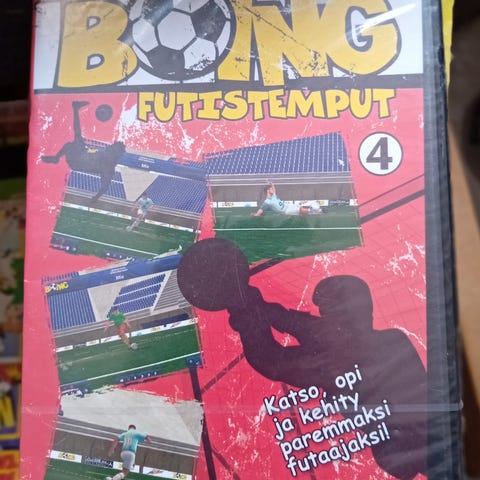 BOING
FUTISTEMPUT
4
Katso, opi
ja kehity
paremmaksi
futaajaksi!